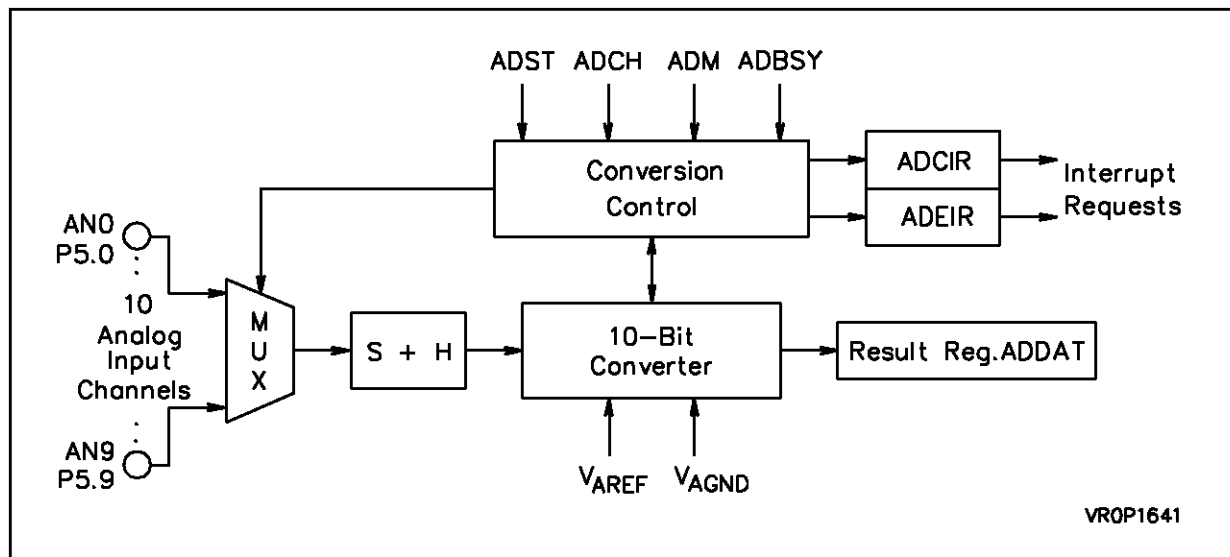 ADST ADCH ADM ADBSY
Conversion
Control
ADCIR
ADEIR
Interrupt
Requests
AN0
P5.0
10
Analog
Input
Channels
AN9
P5.9
MUX
S + H
10-Bit
Converter
Result Reg.ADDAT
VAREF
VAGND
VR0P1641